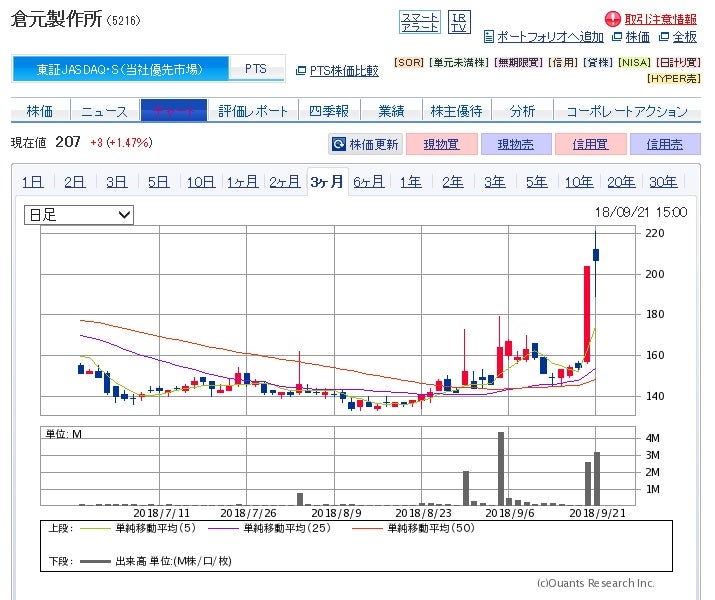 倉元製作所 (5216)
スマート
アラート
IR
TV
取引注意情報
ポートフォリオへ追加 株価 全板
東証JASDAQ・S(当社優先市場) PTS PTS株価比較
[SOR] [単元未満株] [無期限寞] [信用] [貸株] [NISA] [日計り寞]
[HYPER売]
株価 ニュース チャート 評価レポート 四季報 業績 株主優待 分析 コーポレートアクション
現在値 207 +3 (+1.47%) 株価更新 現物買 現物売 信用買 信用売
1日 2日 3日 5日 10日 1ヶ月 2ヶ月 3ヶ月 6ヶ月 1年 2年 3年 5年 10年 20年 30年
日足 18/09/21 15:00
220
200
180
160
140
単位: M
4M
3M
2M
1M
2018/7/11 2018/7/26 2018/8/9 2018/8/23 2018/9/6 2018/9/21
上段: 単純移動平均(5) 単純移動平均(25) 単純移動平均(50)
下段: 出来高 単位:(M株/口/枚)
(c)Quants Research Inc.